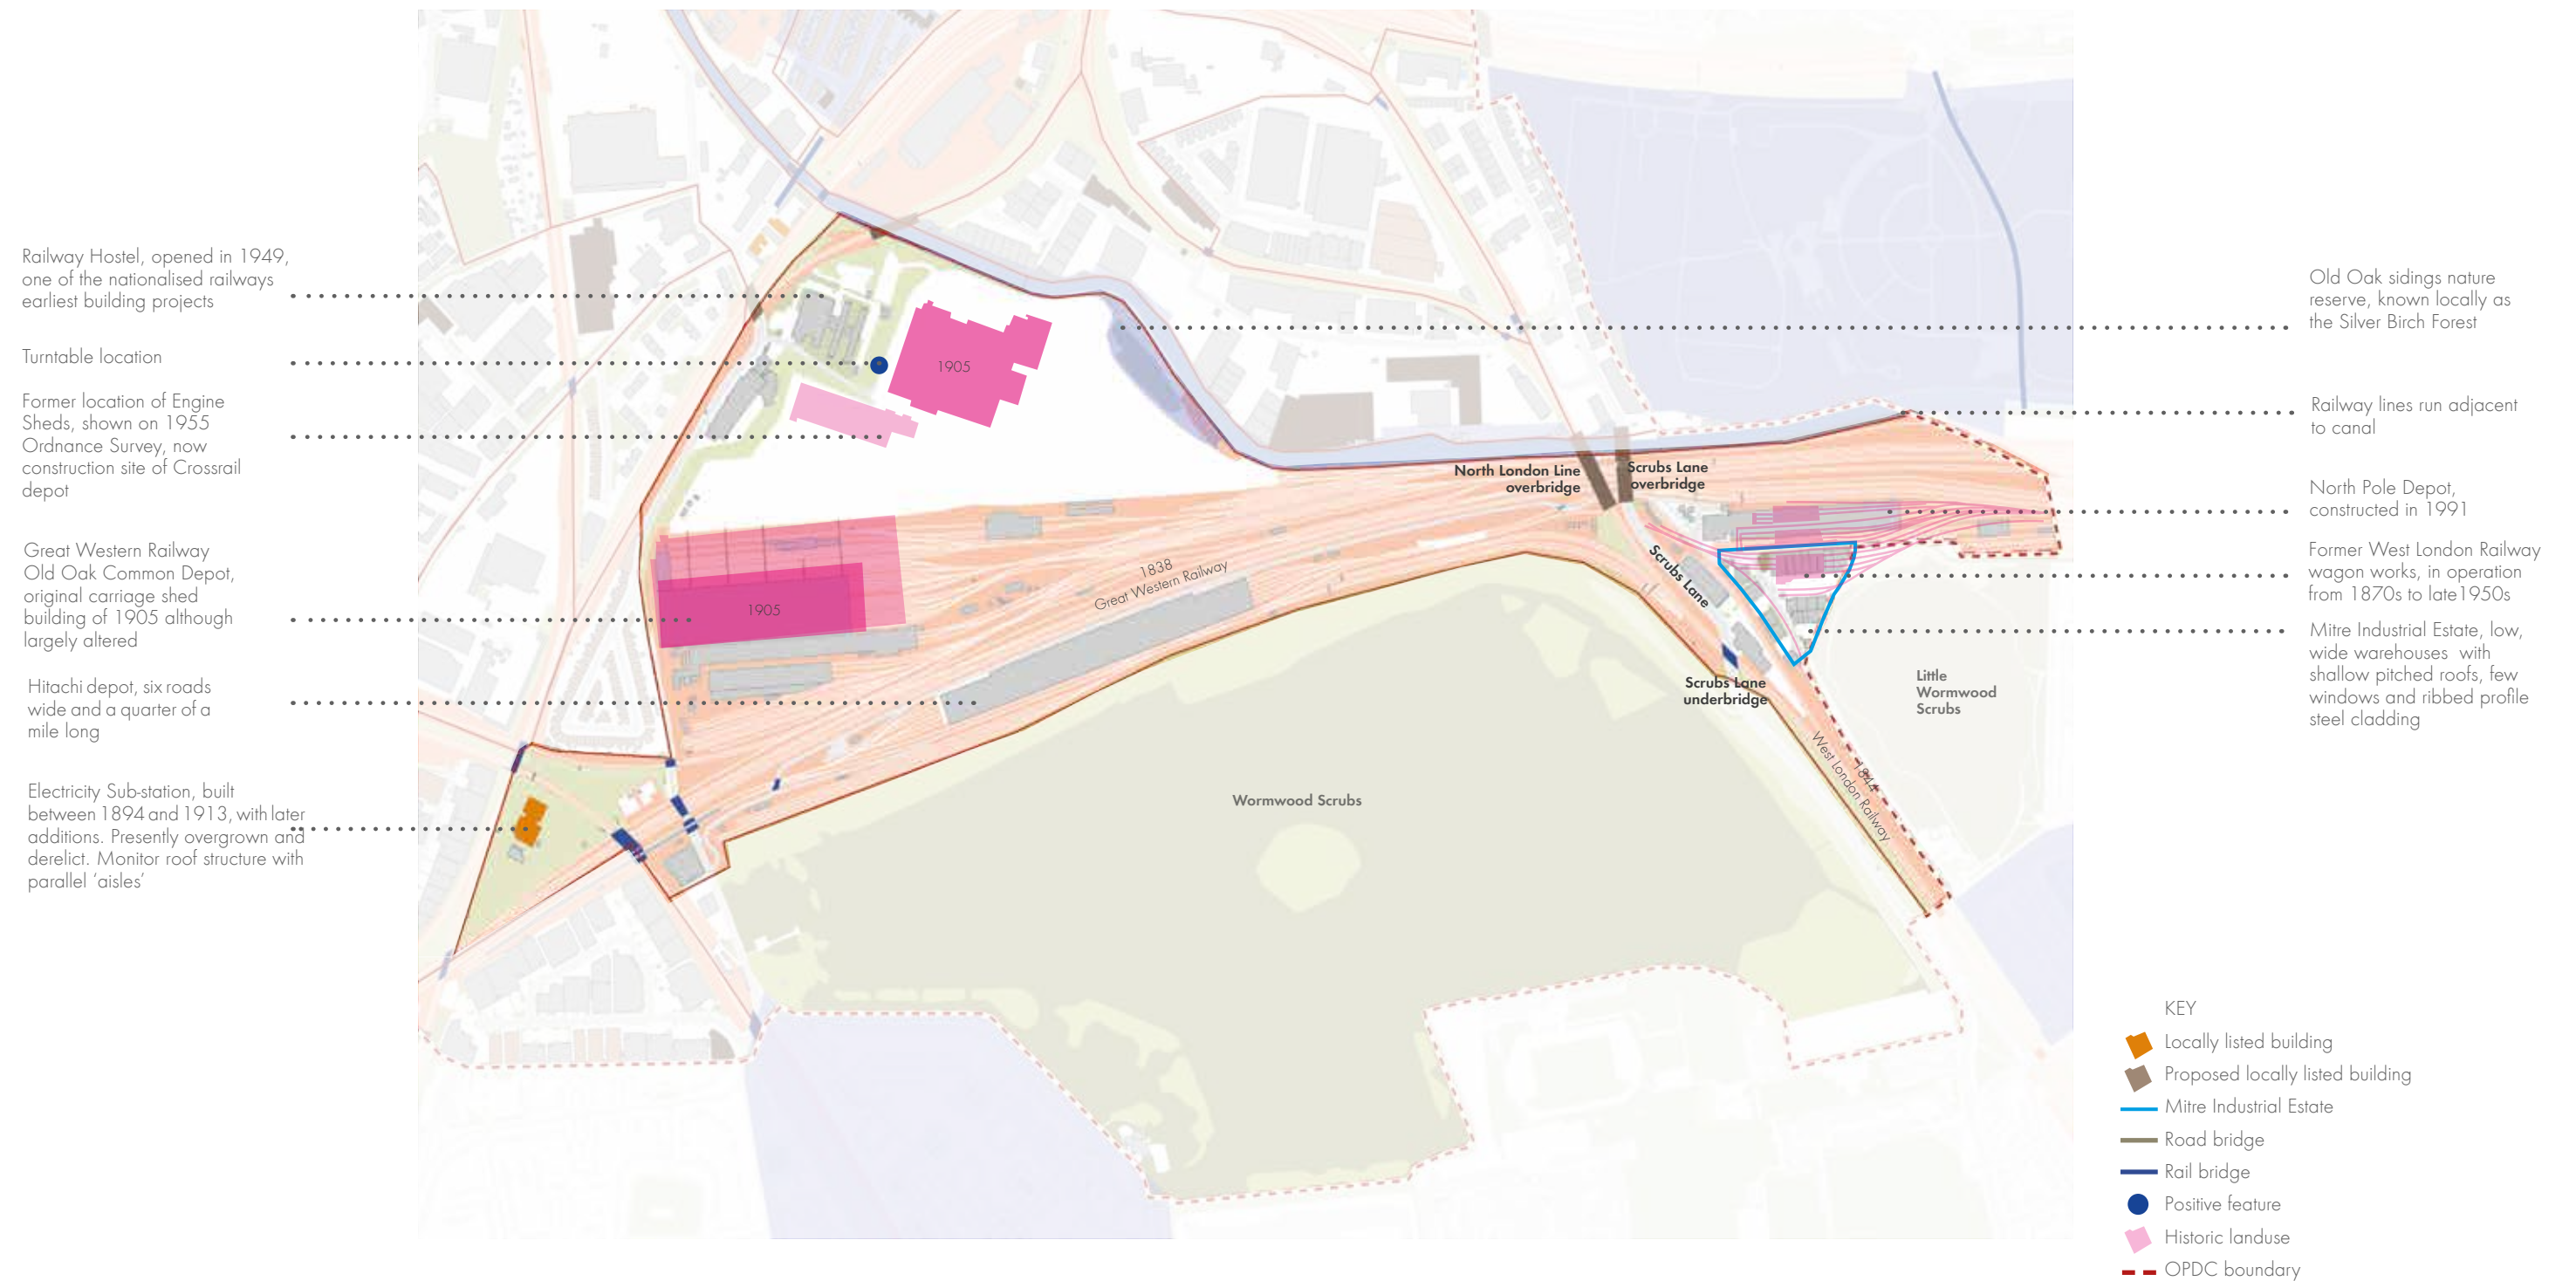 Railway Hostel, opened in 1949,
one of the nationalised railways
earliest building projects
Turntable location
Former location of Engine
Sheds, shown on 1955
Ordnance Survey, now
construction site of Crossrail
depot
Great Western Railway
Old Oak Common Depot,
original carriage shed
building of 1905 although
largely altered
Hitachi depot, six roads
wide and a quarter of a
mile long
Electricity Sub-station, built
between 1894 and 1913, with later
additions. Presently overgrown and
derelict. Monitor roof structure with
parallel ‘aisles’
1905
1905
1838
Great Western Railway
North London Line
overbridge
Scrubs Lane
overbridge
Scrubs Lane
Scrubs Lane
underbridge
Little
Wormwood
Scrubs
1844
West London Railway
Wormwood Scrubs
Old Oak sidings nature
reserve, known locally as
the Silver Birch Forest
Railway lines run adjacent
to canal
North Pole Depot,
constructed in 1991
Former West London Railway
wagon works, in operation
from 1870s to late1950s
Mitre Industrial Estate, low,
wide warehouses with
shallow pitched roofs, few
windows and ribbed profile
steel cladding
KEY
Locally listed building
Proposed locally listed building
Mitre Industrial Estate
Road bridge
Rail bridge
Positive feature
Historic landuse
OPDC boundary